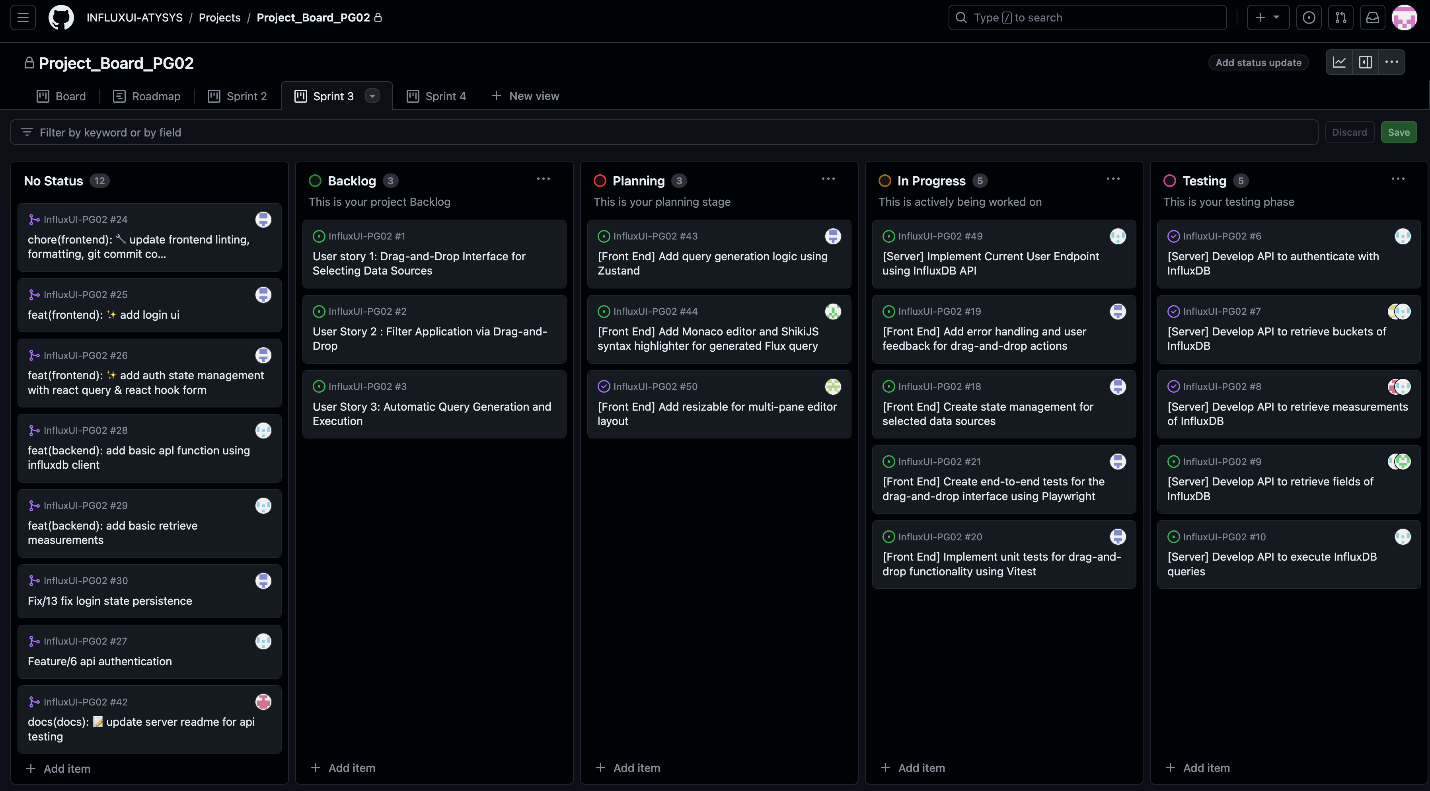 INFLUXUI-ATYSYS / Projects / Project_Board_PG02
Type / to search
Project_Board_PG02
Add status update
Board
Roadmap
Sprint 2
Sprint 3
Sprint 4
New view
Filter by keyword or by field
Discard
Save
No Status 12
InfluxUI-PG02 #24
chore(frontend): 🔧 update frontend linting,
formatting, git commit co...
InfluxUI-PG02 #25
feat(frontend): ✨ add login ui
InfluxUI-PG02 #26
feat(frontend): ✨ add auth state management
with react query & react hook form
InfluxUI-PG02 #28
feat(backend): add basic apI function using
influxdb client
InfluxUI-PG02 #29
feat(backend): add basic retrieve
measurements
InfluxUI-PG02 #30
Fix/13 fix login state persistence
InfluxUI-PG02 #27
Feature/6 api authentication
InfluxUI-PG02 #42
docs(docs): 📝 update server readme for api
testing
Add item
Backlog 3
This is your project Backlog
InfluxUI-PG02 #1
User story 1: Drag-and-Drop Interface for
Selecting Data Sources
InfluxUI-PG02 #2
User Story 2 : Filter Application via Drag-and-
Drop
InfluxUI-PG02 #3
User Story 3: Automatic Query Generation and
Execution
Add item
Planning 3
This is your planning stage
InfluxUI-PG02 #43
[Front End] Add query generation logic using
Zustand
InfluxUI-PG02 #44
[Front End] Add Monaco editor and ShikiJS
syntax highlighter for generated Flux query
InfluxUI-PG02 #50
[Front End] Add resizable for multi-pane editor
layout
Add item
In Progress 5
This is actively being worked on
InfluxUI-PG02 #49
[Server] Implement Current User Endpoint
using InfluxDB API
InfluxUI-PG02 #19
[Front End] Add error handling and user
feedback for drag-and-drop actions
InfluxUI-PG02 #18
[Front End] Create state management for
selected data sources
InfluxUI-PG02 #21
[Front End] Create end-to-end tests for the
drag-and-drop interface using Playwright
InfluxUI-PG02 #20
[Front End] Implement unit tests for drag-and-
drop functionality using Vitest
Add item
Testing 5
This is your testing phase
InfluxUI-PG02 #6
[Server] Develop API to authenticate with
InfluxDB
InfluxUI-PG02 #7
[Server] Develop API to retrieve buckets of
InfluxDB
InfluxUI-PG02 #8
[Server] Develop API to retrieve measurements
of InfluxDB
InfluxUI-PG02 #9
[Server] Develop API to retrieve fields of
InfluxDB
InfluxUI-PG02 #10
[Server] Develop API to execute InfluxDB
queries
Add item